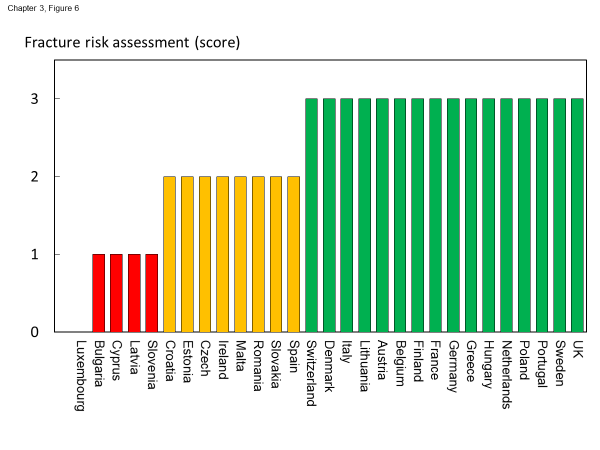 Chapter 3, Figure 6
Fracture risk assessment (score)
3
2
1
0
Luxembourg
Bulgaria
Cyprus
Latvia
Slovenia
Croatia
Estonia
Czech
Ireland
Malta
Romania
Slovakia
Spain
Switzerland
Denmark
Italy
Lithuania
Austria
Belgium
Finland
France
Germany
Greece
Hungary
Netherlands
Poland
Portugal
Sweden
UK